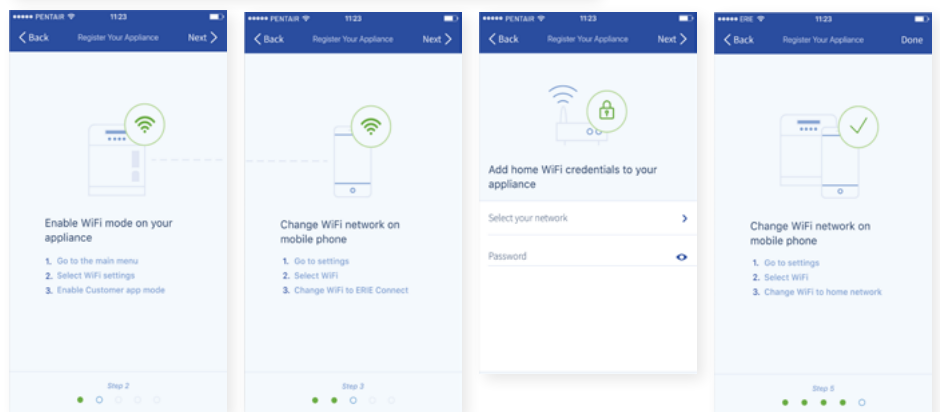 PENTAIR 11:23
Back Register Your Appliance Next
Enable WiFi mode on your
appliance
1. Go to the main menu
2. Select WiFi settings
3. Enable Customer app mode
Step 2
PENTAIR 11:23
Back Register Your Appliance Next
Change WiFi network on
mobile phone
1. Go to settings
2. Select WiFi
3. Change WiFi to ERIE Connect
Step 3
PENTAIR 11:23
Back Register Your Appliance Next
Add home WiFi credentials to your
appliance
Select your network
Password
ERIE 11:23
Back Register Your Appliance Done
Change WiFi network on
mobile phone
1. Go to settings
2. Select WiFi
3. Change WiFi to home network
Step 5